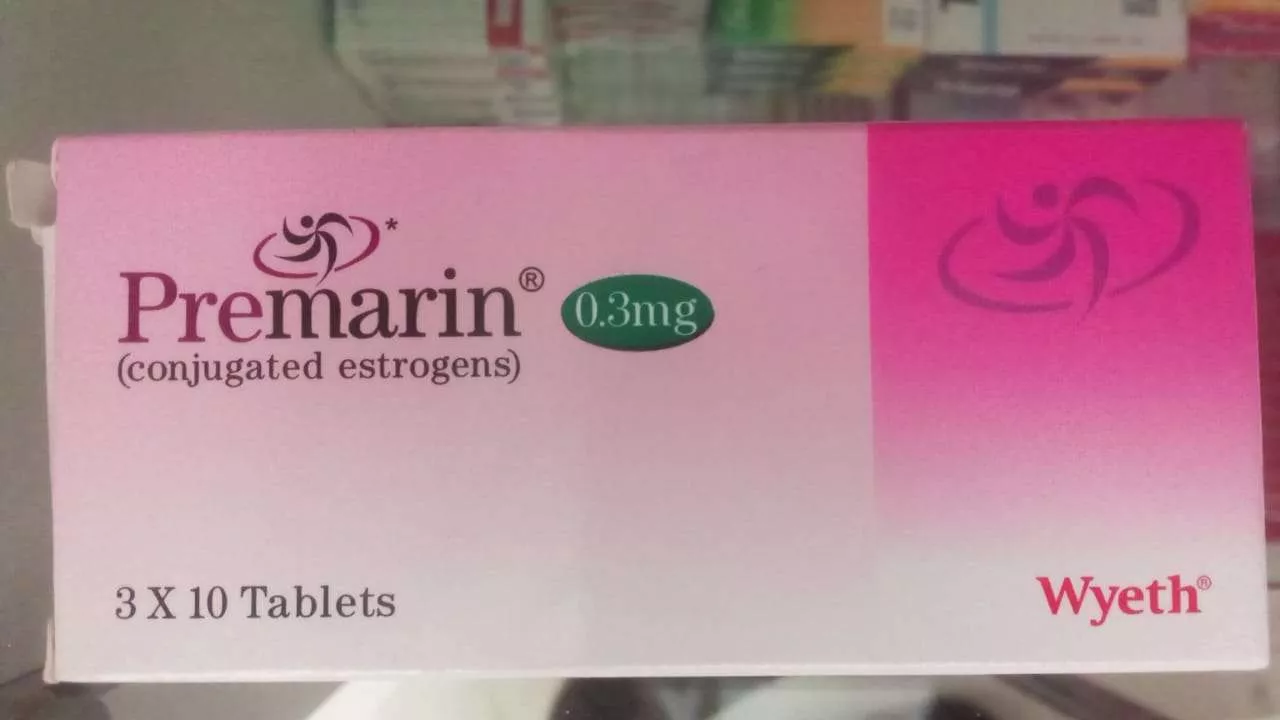 *
Premarin® 0.3mg
(conjugated estrogens)
3 X 10 Tablets
Wyeth®